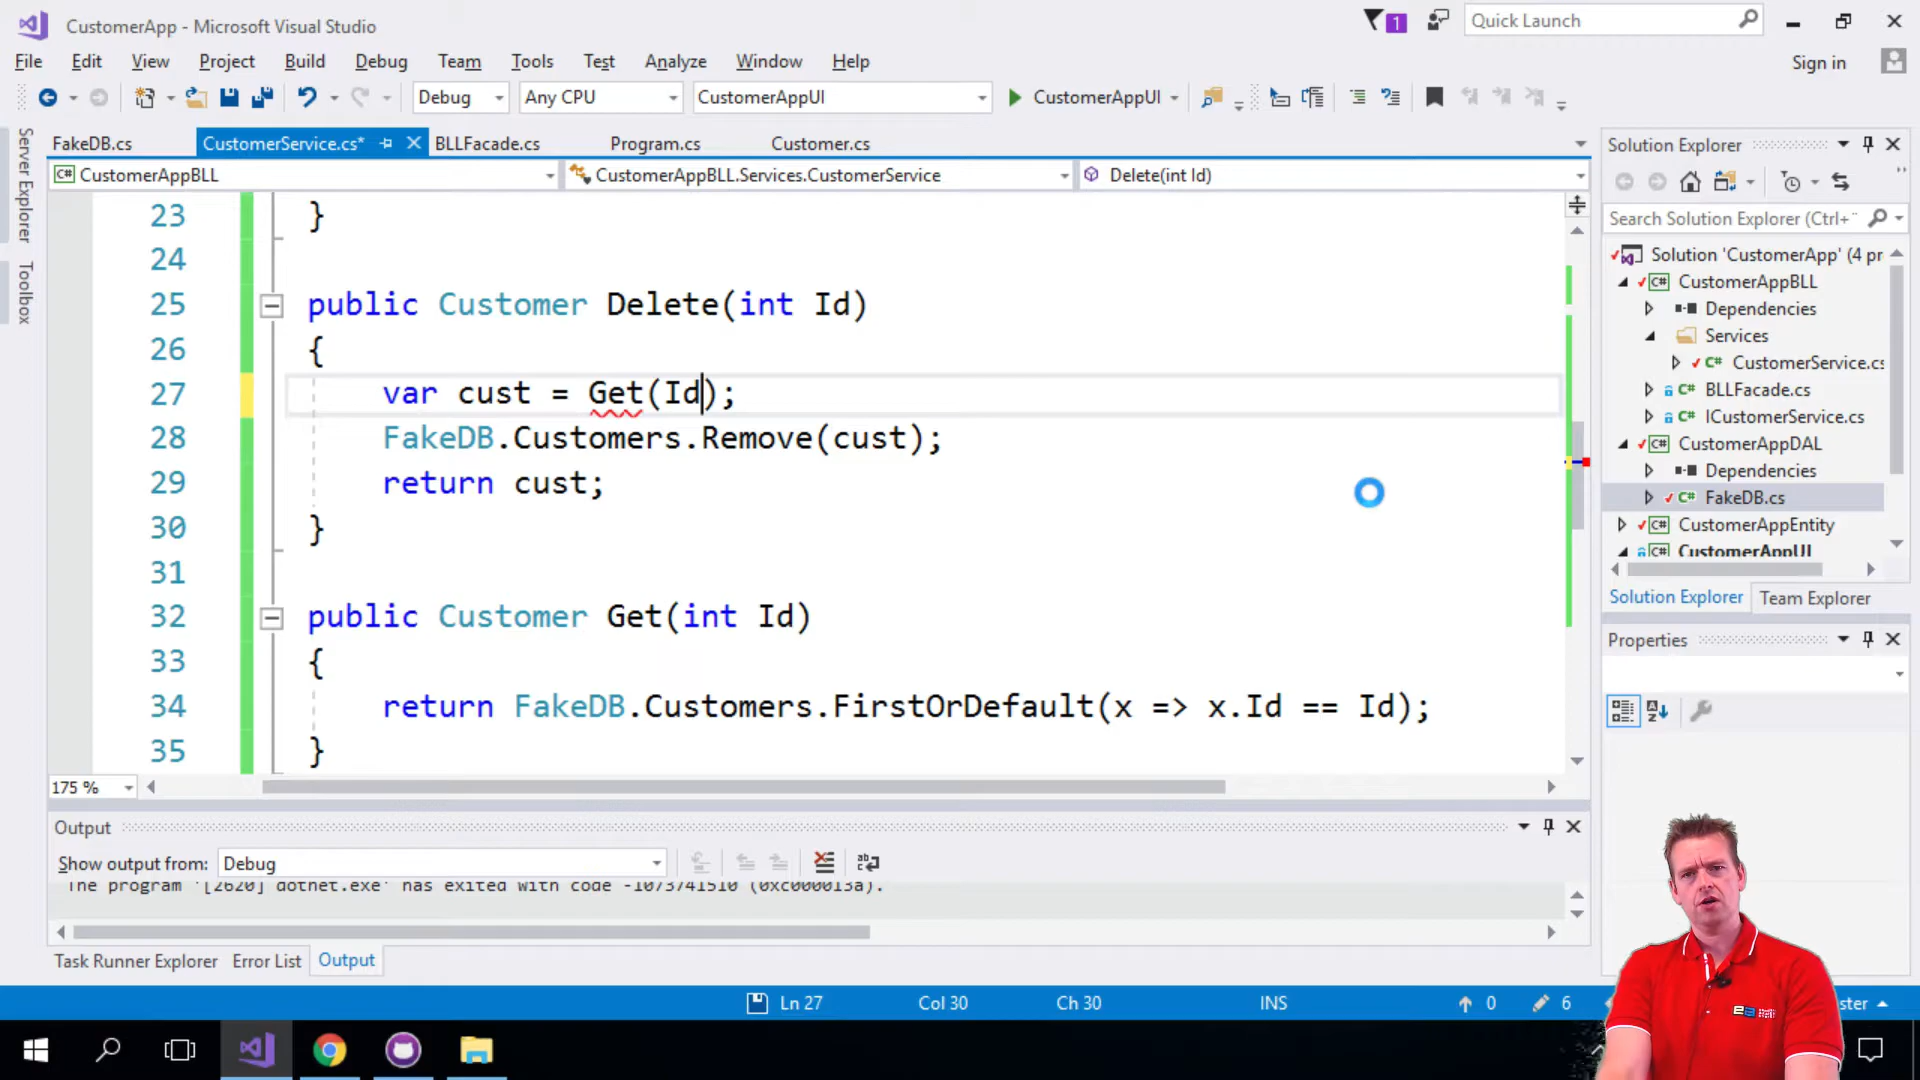 CustomerApp - Microsoft Visual Studio
1
Quick Launch
File Edit View Project Build Debug Team Tools Test Analyze Window Help
Sign in
Debug
Any CPU
CustomerAppUI
CustomerAppUI
Server Explorer
Toolbox
FakeDB.cs
CustomerService.cs*
BLLFacade.cs
Program.cs
Customer.cs
C# CustomerAppBLL
CustomerAppBLL.Services.CustomerService
Delete(int Id)
23 }
24
25 public Customer Delete(int Id)
26 {
27 var cust = Get(Id);
28 FakeDB.Customers.Remove(cust);
29 return cust;
30 }
31
32 public Customer Get(int Id)
33 {
34 return FakeDB.Customers.FirstOrDefault(x => x.Id == Id);
35 }
175 %
Output
Show output from: Debug
The program '[2620] dotnet.exe' has exited with code -1073741510 (0xc000013a).
Task Runner Explorer Error List Output
Solution Explorer
Search Solution Explorer (Ctrl+
Solution 'CustomerApp' (4 pr
C# CustomerAppBLL
Dependencies
Services
C# CustomerService.cs
C# BLLFacade.cs
C# ICustomerService.cs
C# CustomerAppDAL
Dependencies
C# FakeDB.cs
C# CustomerAppEntity
C# CustomerAppUI
Solution Explorer Team Explorer
Properties
Ln 27 Col 30 Ch 30 INS 0 6 ster